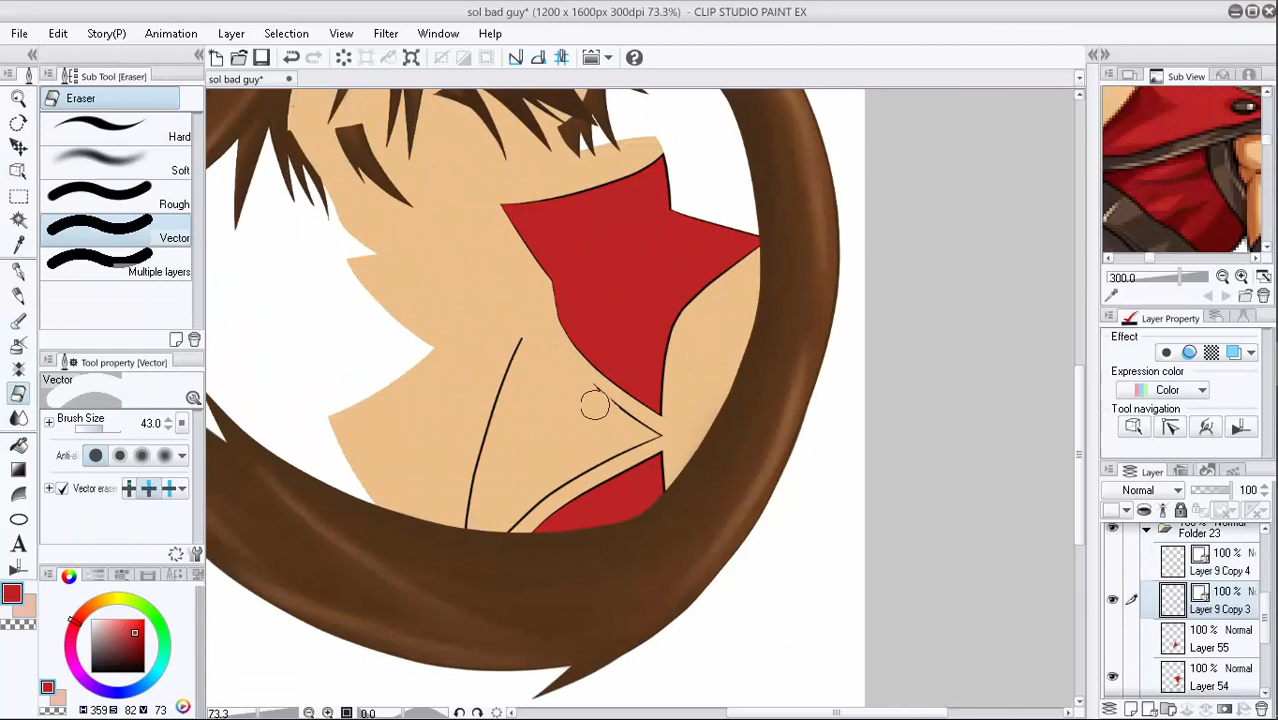 sol bad guy* (1200 x 1600px 300dpi 73.3%) - CLIP STUDIO PAINT EX
File Edit Story(P) Animation Layer Selection View Filter Window Help
Sub Tool [Eraser]
sol bad guy*
Sub View
Eraser
Hard
Soft
Rough
Vector
Multiple layers
300.0
Layer Property
Effect
Expression color
Color
Tool navigation
Tool property [Vector]
Vector
Brush Size 43.0
Anti-al
Vector erase
Layer
Normal 100
Normal
Folder 23
100 % N
Layer 9 Copy 4
100 % N
Layer 9 Copy 3
100 % Normal
Layer 55
100 % Normal
Layer 54
H 359 S 82 V 73
73.3 0.0